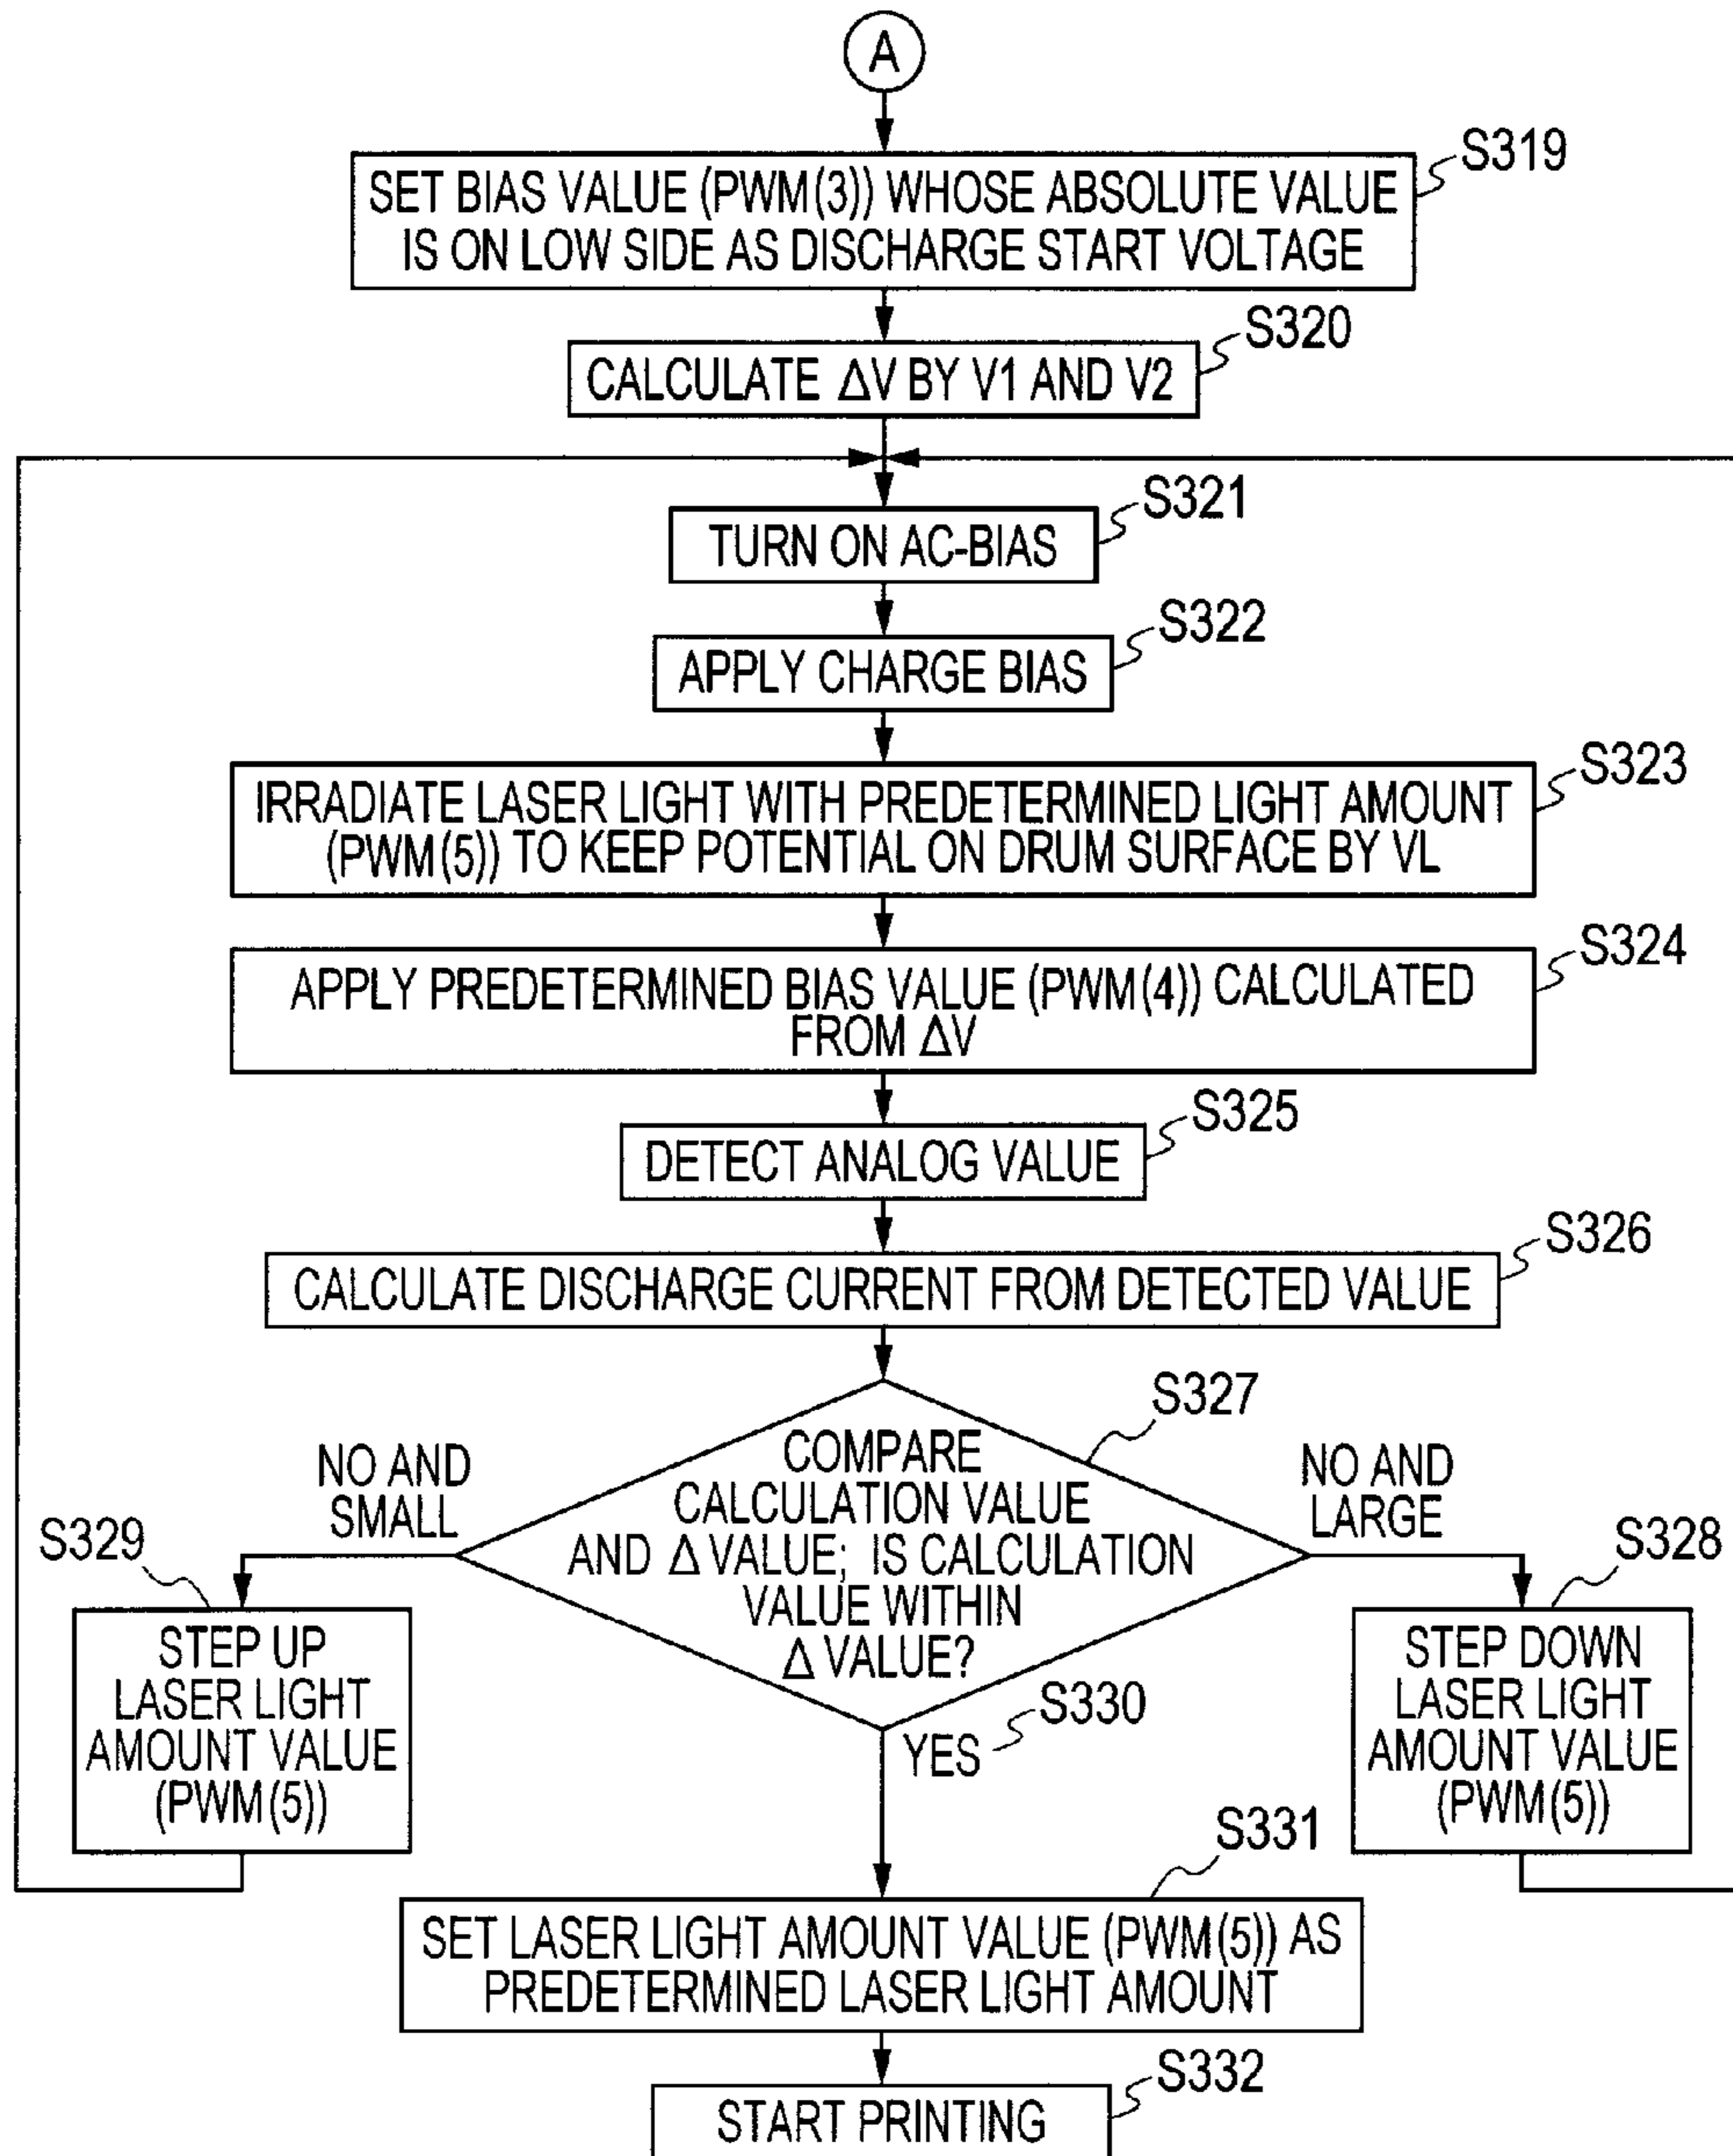 A
S319
SET BIAS VALUE (PWM(3)) WHOSE ABSOLUTE VALUE
IS ON LOW SIDE AS DISCHARGE START VOLTAGE
S320
CALCULATE ΔV BY V1 AND V2
S321
TURN ON AC-BIAS
S322
APPLY CHARGE BIAS
S323
IRRADIATE LASER LIGHT WITH PREDETERMINED LIGHT AMOUNT
(PWM(5)) TO KEEP POTENTIAL ON DRUM SURFACE BY VL
S324
APPLY PREDETERMINED BIAS VALUE (PWM(4)) CALCULATED
FROM ΔV
S325
DETECT ANALOG VALUE
S326
CALCULATE DISCHARGE CURRENT FROM DETECTED VALUE
S327
COMPARE
CALCULATION VALUE
AND Δ VALUE; IS CALCULATION
VALUE WITHIN
Δ VALUE?
NO AND
SMALL
S329
STEP UP
LASER LIGHT
AMOUNT VALUE
(PWM(5))
NO AND
LARGE
S328
STEP DOWN
LASER LIGHT
AMOUNT VALUE
(PWM(5))
S330
YES
S331
SET LASER LIGHT AMOUNT VALUE (PWM(5)) AS
PREDETERMINED LASER LIGHT AMOUNT
S332
START PRINTING